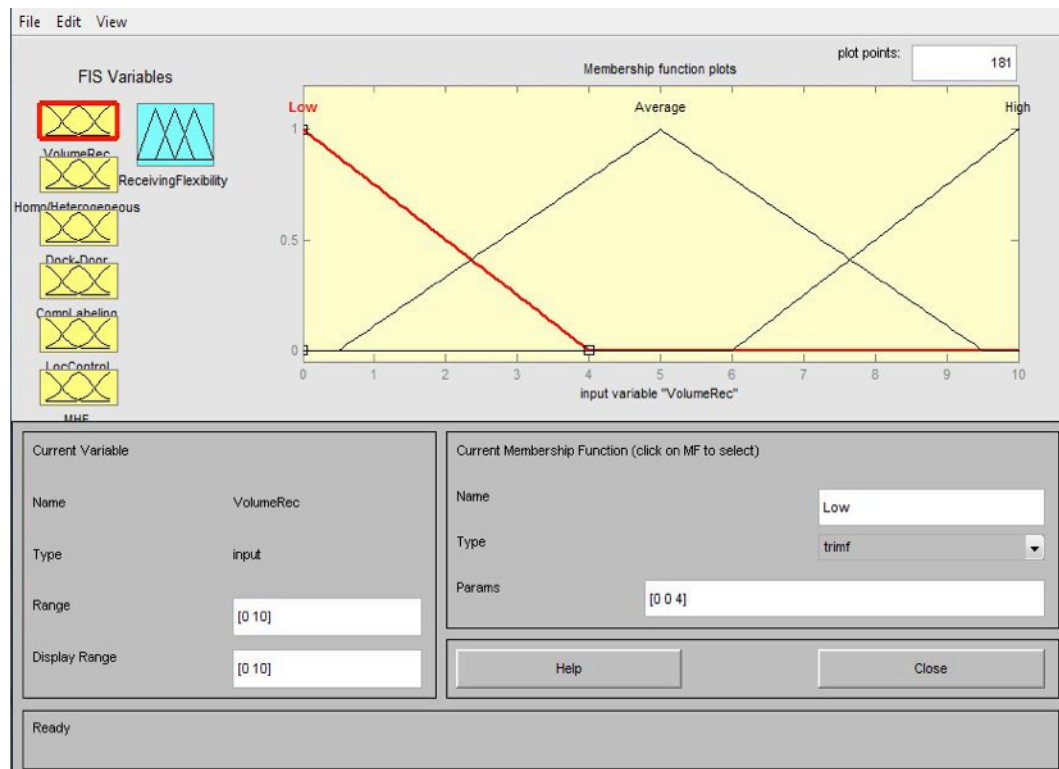 File Edit View
FIS Variables
VolumeRec
ReceivingFlexibility
Homo/Heterogeneous
Dock-Door
CompLabeling
LocControl
MHE
plot points:
181
Membership function plots
Low
Average
High
1
0.5
0
0 1 2 3 4 5 6 7 8 9 10
input variable "VolumeRec"
Current Variable
Name VolumeRec
Type input
Range [0 10]
Display Range [0 10]
Current Membership Function (click on MF to select)
Name Low
Type trimf
Params [0 0 4]
Help Close
Ready